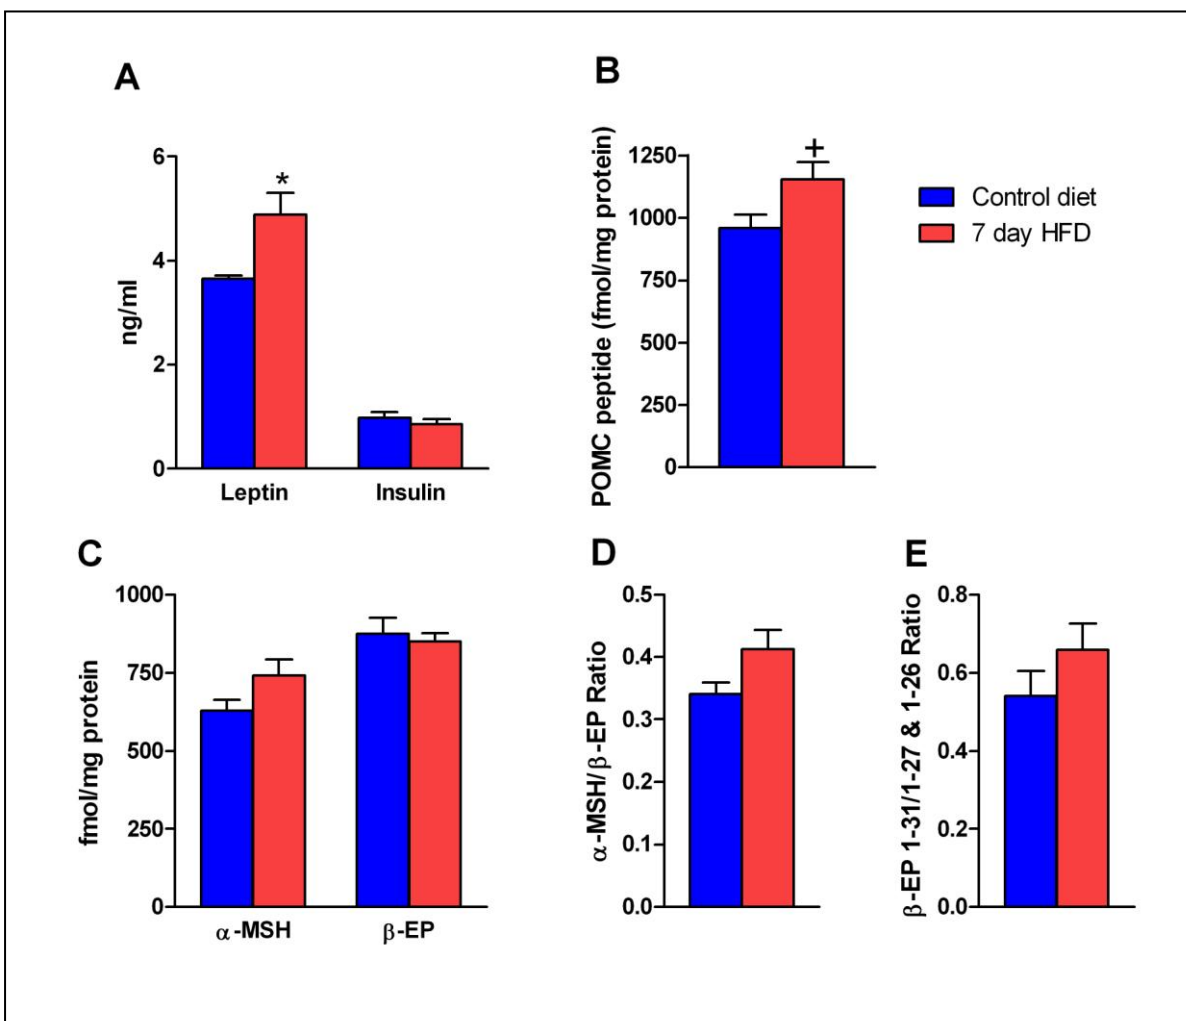 A
ng/ml
6
4
2
0
*
Leptin
Insulin
B
POMC peptide (fmol/mg protein)
1250
1000
750
500
250
0
+
Control diet
7 day HFD
C
fmol/mg protein
1000
750
500
250
0
α-MSH
β-EP
D
α-MSH/β-EP Ratio
0.5
0.4
0.3
0.2
0.1
0.0
E
β-EP 1-31/1-27 & 1-26 Ratio
0.8
0.6
0.4
0.2
0.0